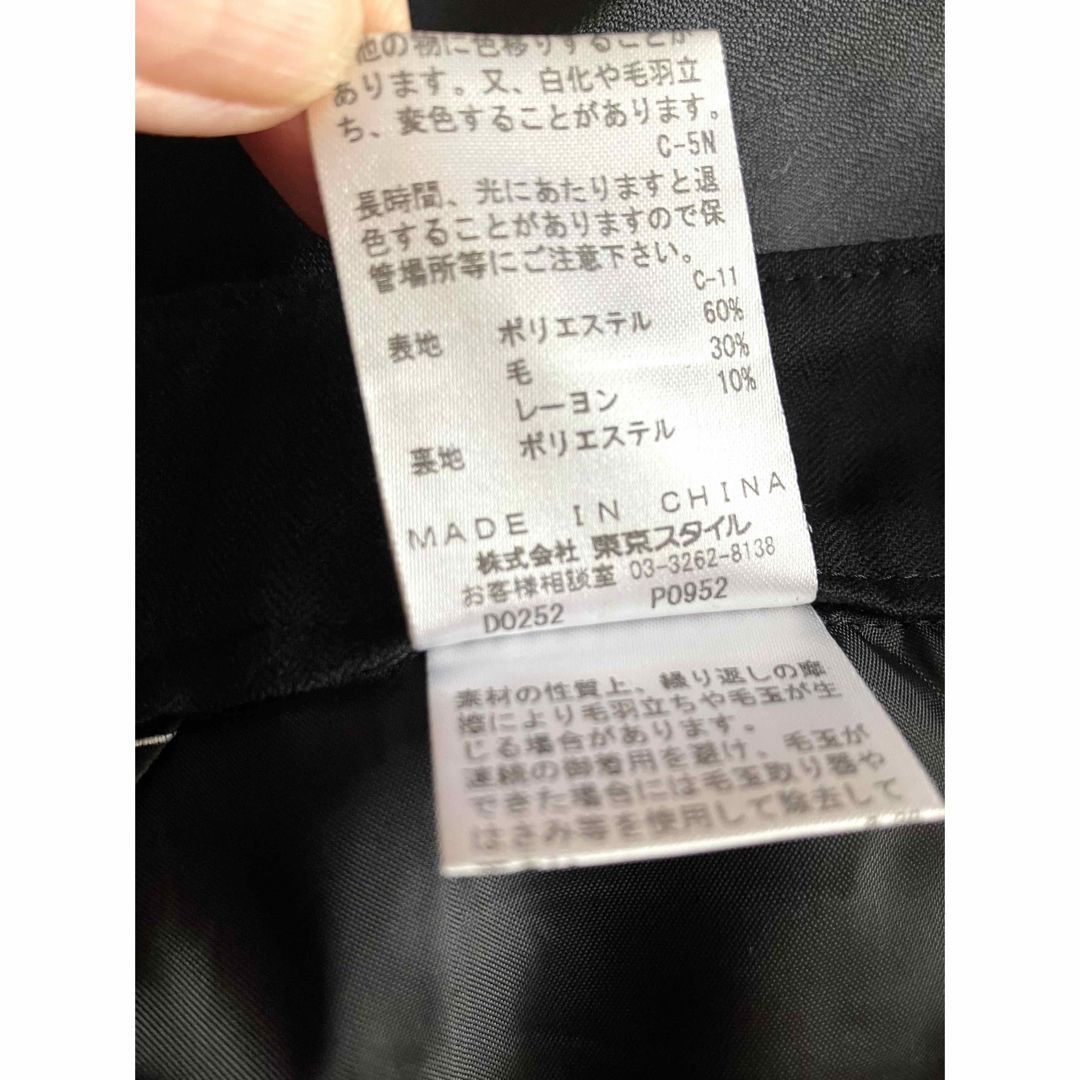 他の物に色移りすることが
あります。又、白化や毛羽立
ち、変色することがあります。
C-5N
長時間、光にあたりますと退
色することがありますので保
管場所等にご注意下さい。
C-11
表地 ポリエステル 60%
毛 30%
レーヨン 10%
裏地 ポリエステル
MADE IN CHINA
株式会社 東京スタイル
お客様相談室 03-3262-8138
D0252 P0952
素材の性質上、繰り返しの摩
擦により毛羽立ちや毛玉が生
じる場合があります。
連続の御着用を避け、毛玉が
できた場合には毛玉取り器や
はさみ等を使用して除去して